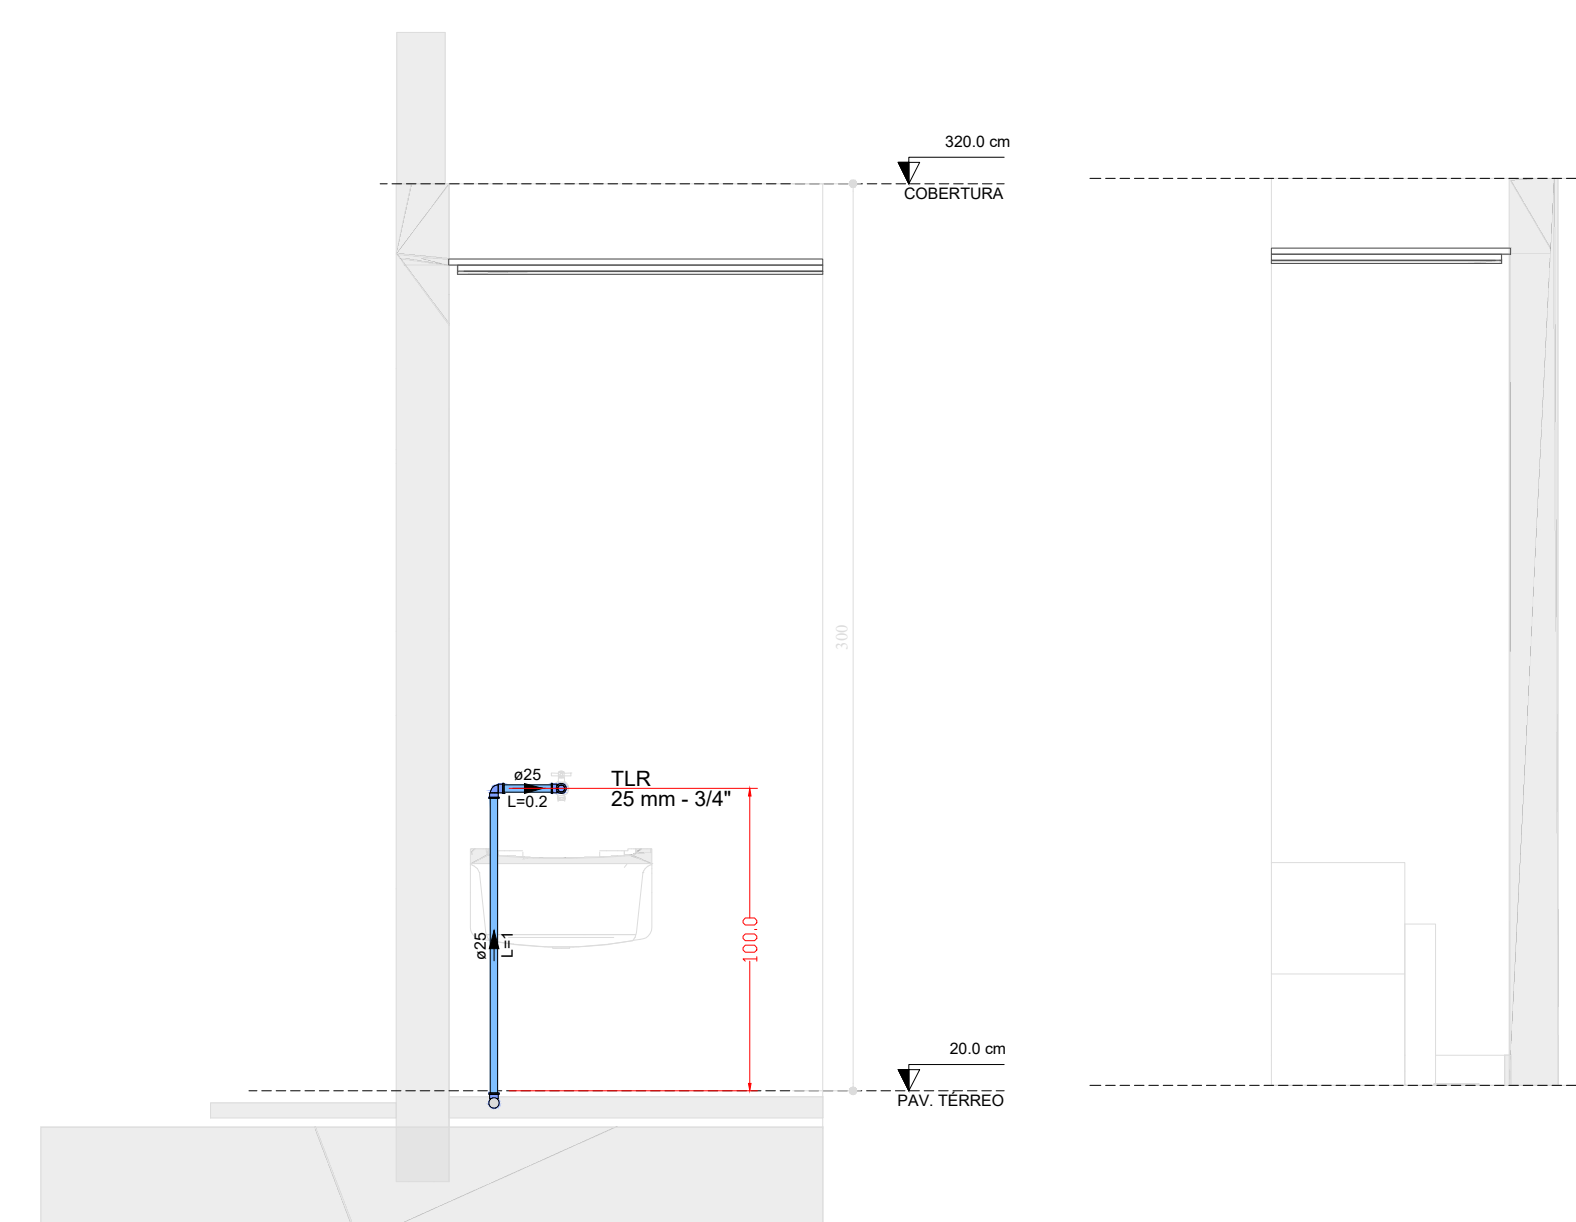 320.0 cm
COBERTURA
300
ø25
L=0.2
TLR
25 mm - 3/4"
ø25
L=1
100.0
20.0 cm
PAV. TÉRREO